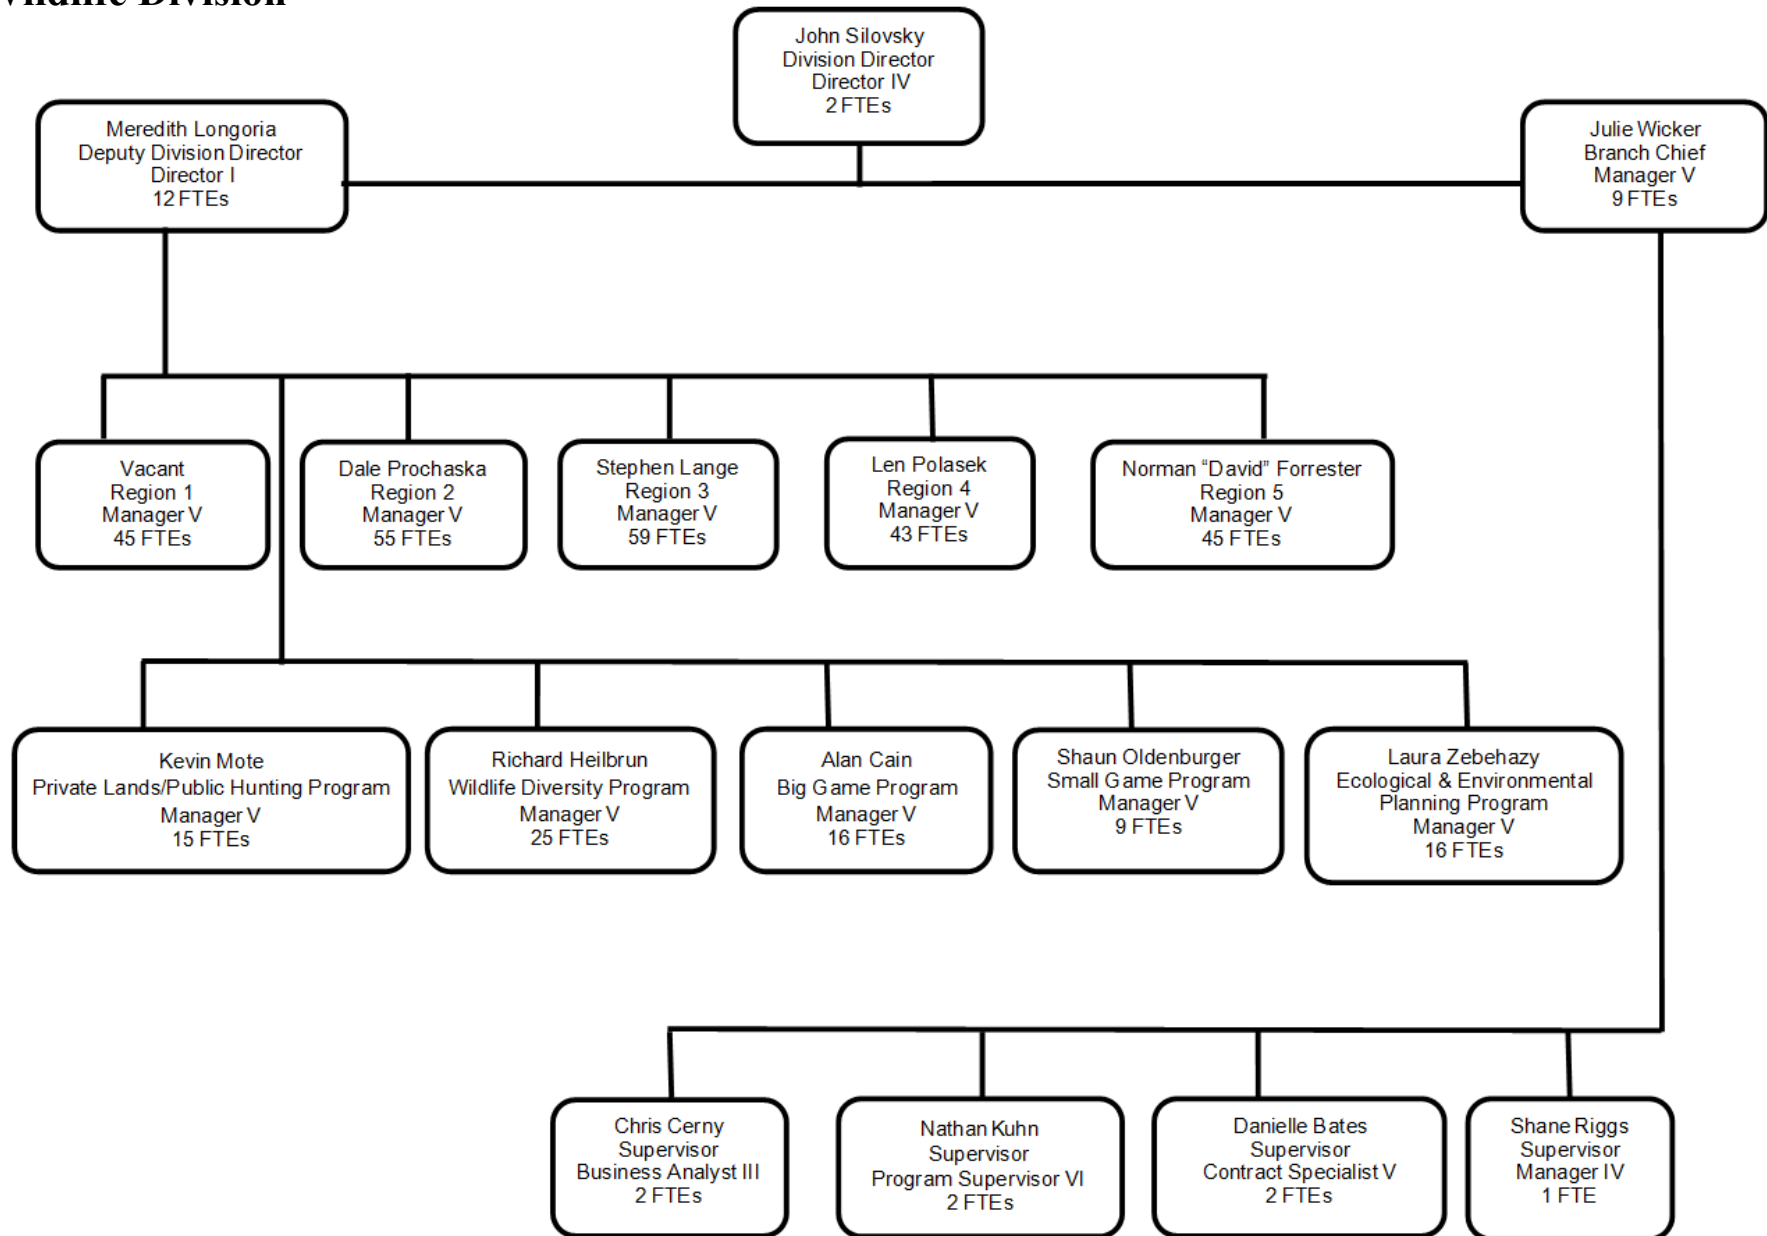 Wildlife Division
John Silovsky
Division Director
Director IV
2 FTEs
Meredith Longoria
Deputy Division Director
Director I
12 FTEs
Julie Wicker
Branch Chief
Manager V
9 FTEs
Vacant
Region 1
Manager V
45 FTEs
Dale Prochaska
Region 2
Manager V
55 FTEs
Stephen Lange
Region 3
Manager V
59 FTEs
Len Polasek
Region 4
Manager V
43 FTEs
Norman “David” Forrester
Region 5
Manager V
45 FTEs
Kevin Mote
Private Lands/Public Hunting Program
Manager V
15 FTEs
Richard Heilbrun
Wildlife Diversity Program
Manager V
25 FTEs
Alan Cain
Big Game Program
Manager V
16 FTEs
Shaun Oldenburger
Small Game Program
Manager V
9 FTEs
Laura Zebehazy
Ecological & Environmental
Planning Program
Manager V
16 FTEs
Chris Cerny
Supervisor
Business Analyst III
2 FTEs
Nathan Kuhn
Supervisor
Program Supervisor VI
2 FTEs
Danielle Bates
Supervisor
Contract Specialist V
2 FTEs
Shane Riggs
Supervisor
Manager IV
1 FTE